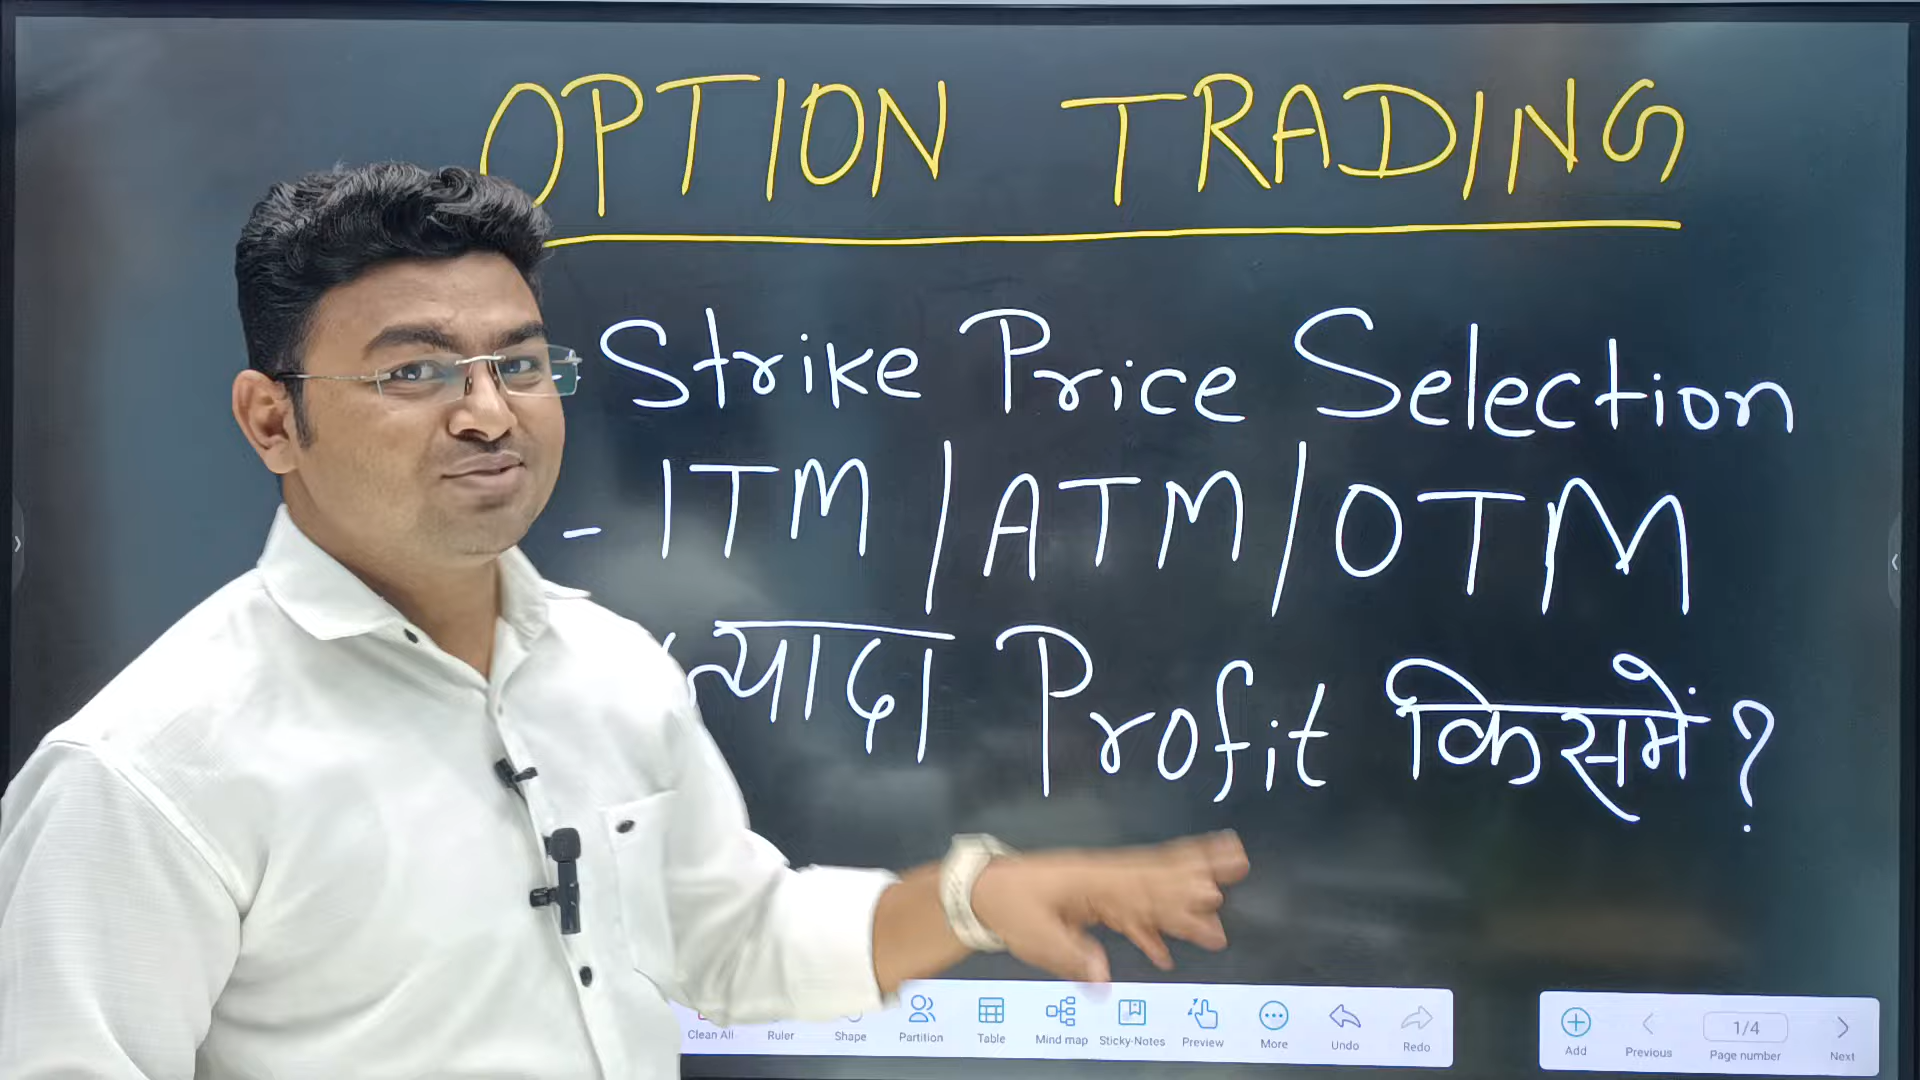 OPTION TRADING
Strike Price Selection
- ITM / ATM / OTM
ज्यादा Profit किसमें ?
Clean All Ruler Shape Partition Table Mind map Sticky-Notes Preview More Undo Redo
Add Previous 1/4 Page number Next